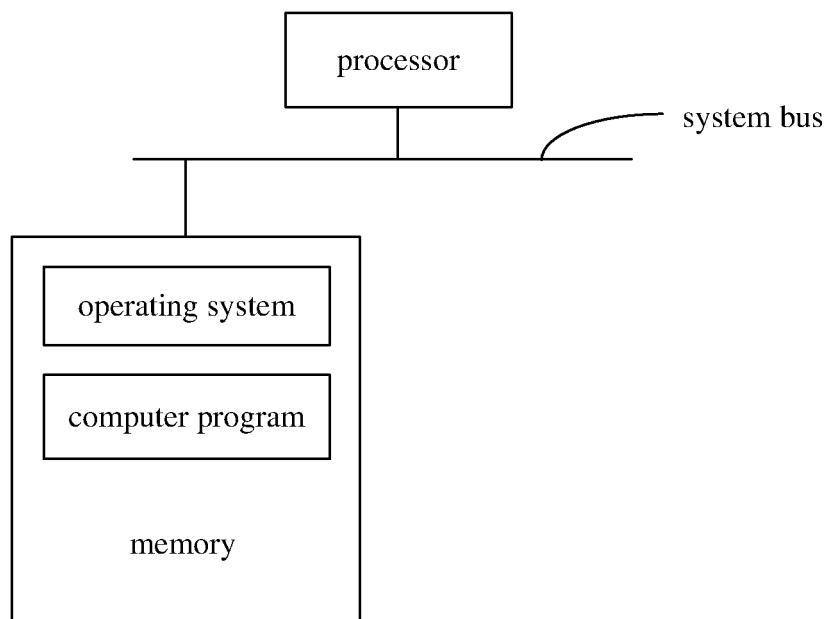 processor
system bus
operating system
computer program
memory